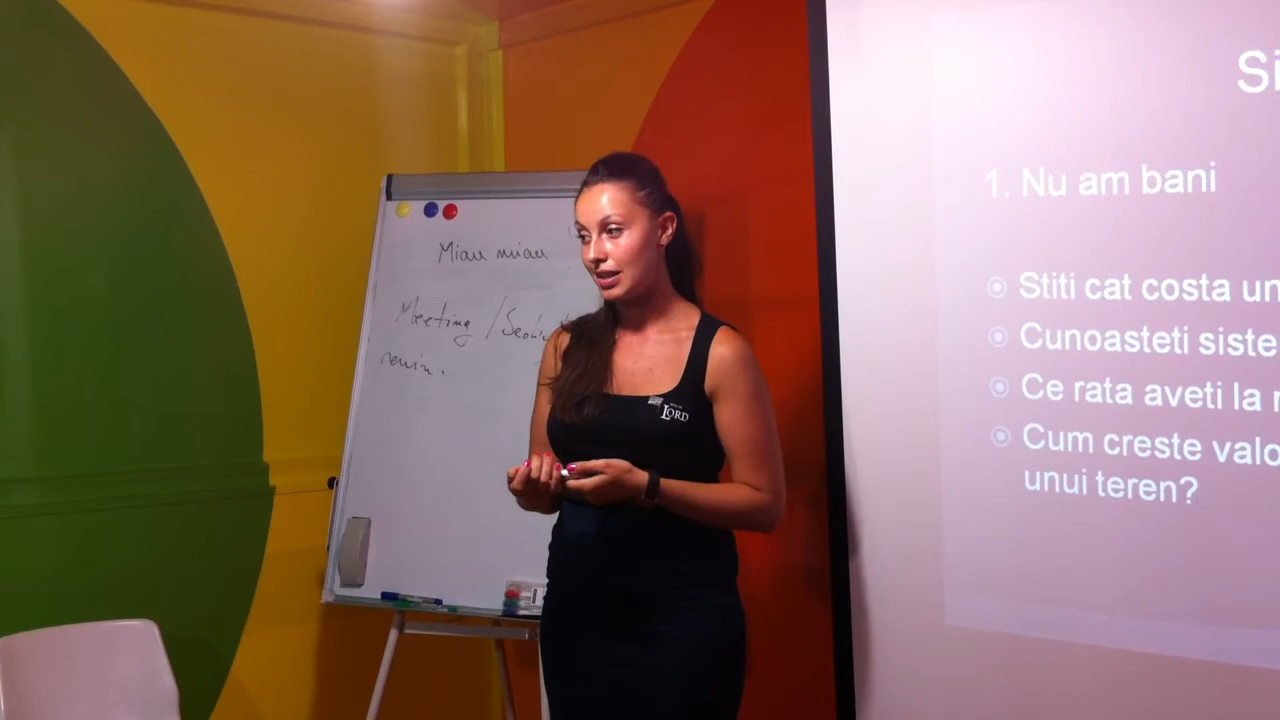 Miau miau
Meeting /
LORD
Si
1. Nu am bani
Stiti cat costa un
Cunoasteti siste
Ce rata aveti la
Cum creste valo
unui teren?